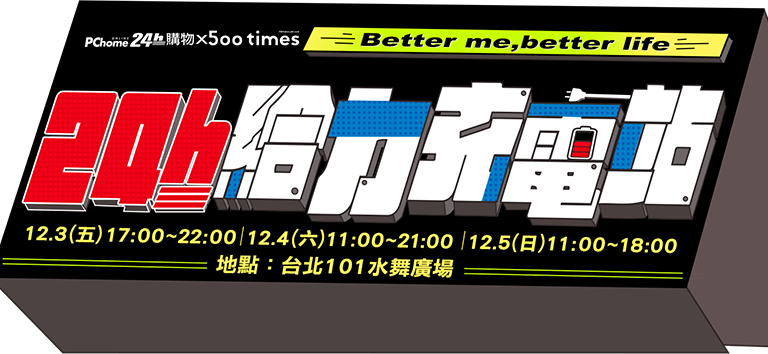 PChome ONLINE 24h購物×500 times
Better me,better life
24h給力充電站
12.3(五)17:00~22:00|12.4(六)11:00~21:00|12.5(日)11:00~18:00
地點：台北101水舞廣場